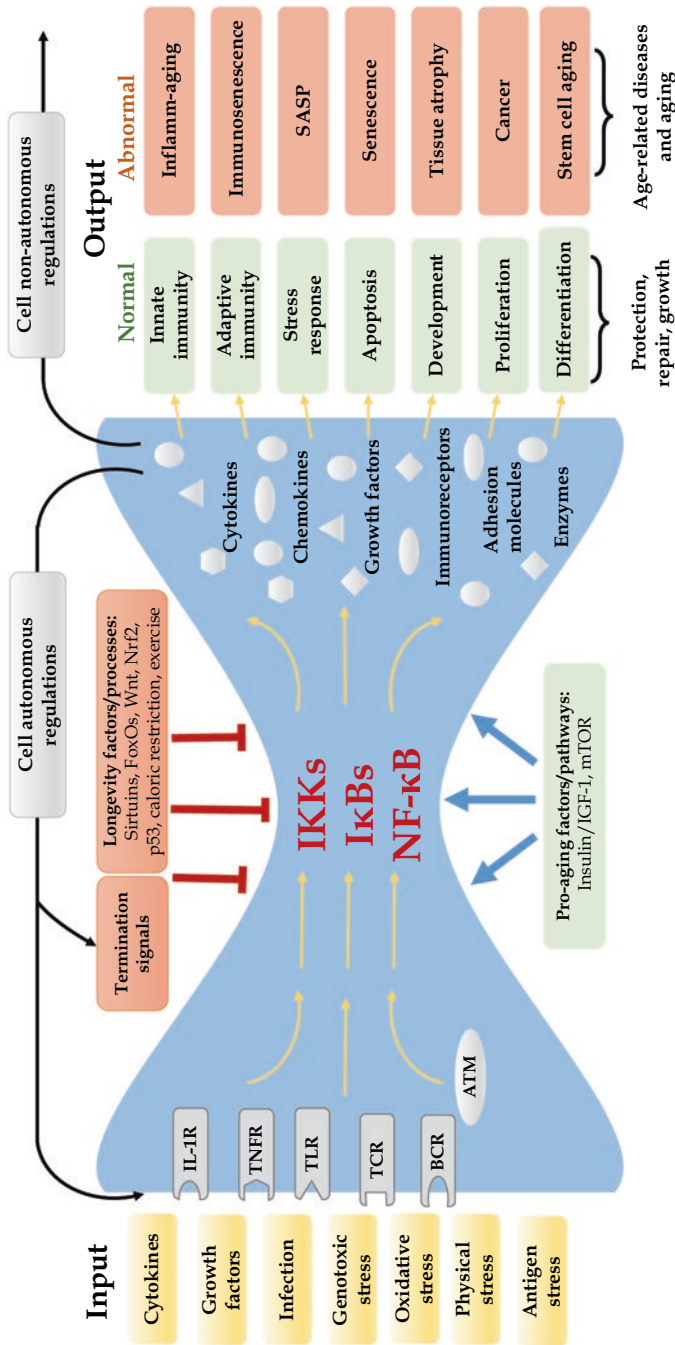 Cell autonomous
regulations
Cell non-autonomous
regulations
Input
Cytokines
Growth
factors
Infection
Genotoxic
stress
Oxidative
stress
Physical
stress
Antigen
stress
IL-1R
TNFR
TLR
TCR
BCR
ATM
Termination
signals
Longevity factors/processes:
Sirtuins, FoxOs, Wnt, Nrf2,
p53, caloric restriction, exercise
IKKs
IκBs
NF-κB
Pro-aging factors/pathways:
Insulin/IGF-1, mTOR
Cytokines
Chemokines
Growth factors
Immunoreceptors
Adhesion
molecules
Enzymes
Output
Normal
Abnormal
Innate
immunity
Inflamm-aging
Adaptive
immunity
Immunosenescence
Stress
response
SASP
Apoptosis
Senescence
Development
Tissue atrophy
Proliferation
Cancer
Differentiation
Stem cell aging
Protection,
repair, growth
Age-related diseases
and aging